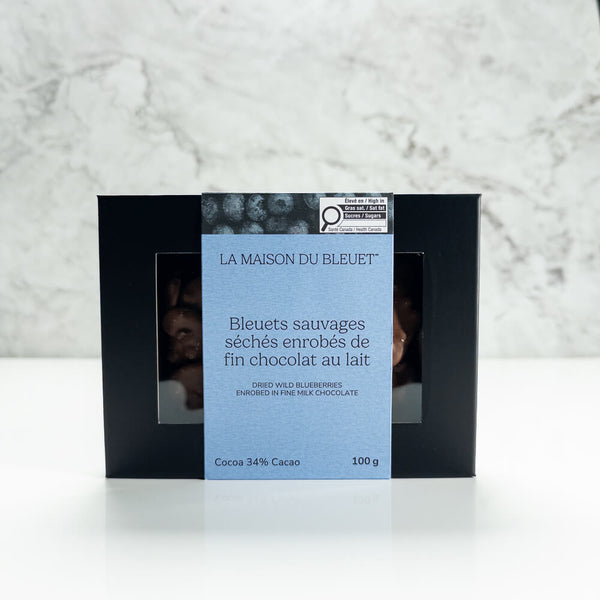 Élevé en / High in
Gras sat. / Sat fat
Sucres / Sugars
Santé Canada / Health Canada
LA MAISON DU BLEUET™
Bleuets sauvages
séchés enrobés de
fin chocolat au lait
DRIED WILD BLUEBERRIES
ENROBED IN FINE MILK CHOCOLATE
Cocoa 34% Cacao 100 g